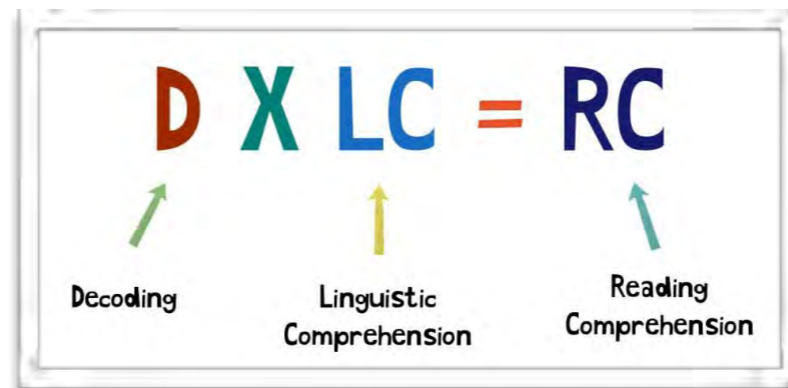 D X LC = RC
Decoding
Linguistic
Comprehension
Reading
Comprehension